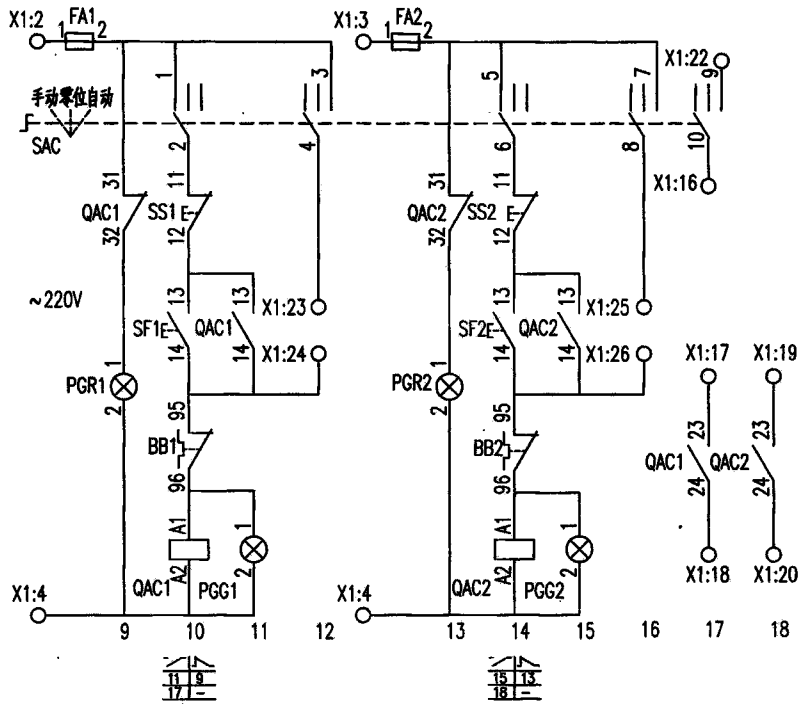 X1:2 1 FA1 2 X1:3 1 FA2 2
1 3 5 7 X1:22 9
手动零位自动
SAC 2 4 6 8 10
31 11 31 11 X1:16
QAC1 SS1 E QAC2 SS2 E
32 12 32 12
~220V 13 13 X1:23 13 13 X1:25
SF1 E QAC1 SF2 E QAC2
14 14 X1:24 14 14 X1:26 X1:17 X1:19
1 1
PGR1 PGR2
2 2
95 95 23 23
BB1 BB2 QAC1 QAC2
96 96 24 24
A1 1 A1 1
A2 2 A2 2 X1:18 X1:20
QAC1 PGG1 QAC2 PGG2
X1:4 X1:4
9 10 11 12 13 14 15 16 17 18
11 9 15 13
17 - 18 -